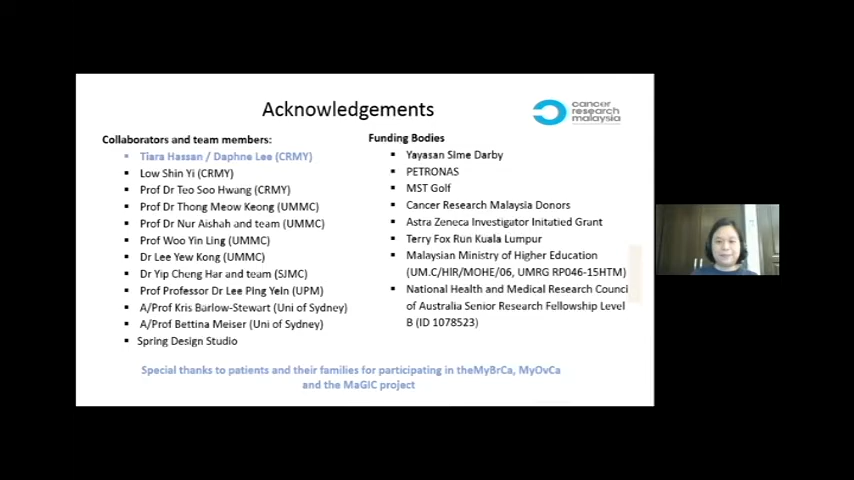 Acknowledgements
cancer
research
malaysia
Collaborators and team members:
Tiara Hassan / Daphne Lee (CRMY)
Low Shin Yi (CRMY)
Prof Dr Teo Soo Hwang (CRMY)
Prof Dr Thong Meow Keong (UMMC)
Prof Dr Nur Aishah and team (UMMC)
Prof Woo Yin Ling (UMMC)
Dr Lee Yew Kong (UMMC)
Dr Yip Cheng Har and team (SJMC)
Prof Professor Dr Lee Ping Yein (UPM)
A/Prof Kris Barlow-Stewart (Uni of Sydney)
A/Prof Bettina Meiser (Uni of Sydney)
Spring Design Studio
Funding Bodies
Yayasan Sime Darby
PETRONAS
MST Golf
Cancer Research Malaysia Donors
Astra Zeneca Investigator Initatied Grant
Terry Fox Run Kuala Lumpur
Malaysian Ministry of Higher Education
(UM.C/HIR/MOHE/06, UMRG RP046-15HTM)
National Health and Medical Research Counci
of Australia Senior Research Fellowship Level
B (ID 1078523)
Special thanks to patients and their families for participating in theMyBrCa, MyOvCa
and the MaGIC project